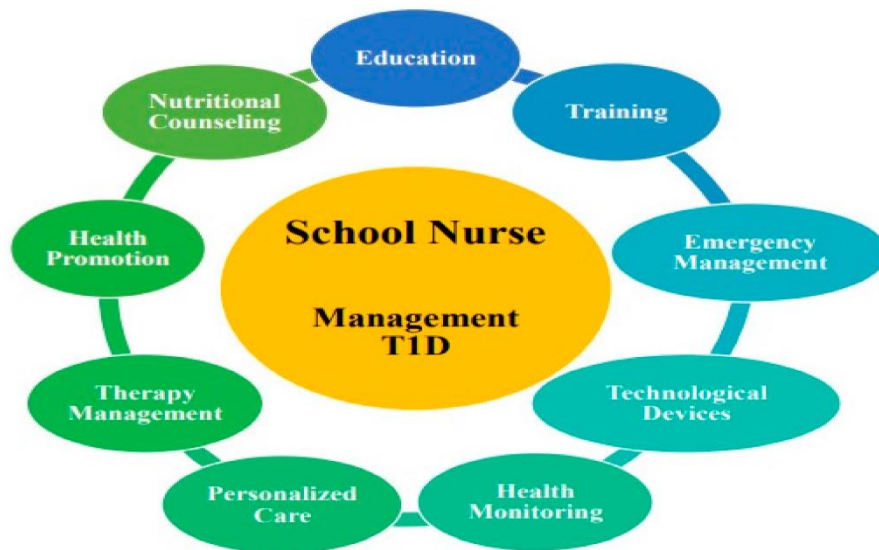 Education
Training
Emergency
Management
Technological
Devices
Health
Monitoring
Personalized
Care
Therapy
Management
Health
Promotion
Nutritional
Counseling
School Nurse
Management
T1D